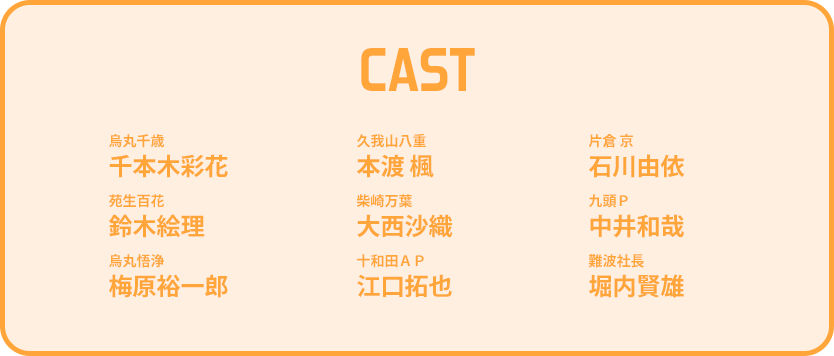 CAST
烏丸千歳
千本木彩花
久我山八重
本渡 楓
片倉 京
石川由依
苑生百花
鈴木絵理
柴崎万葉
大西沙織
九頭Ｐ
中井和哉
烏丸悟浄
梅原裕一郎
十和田ＡＰ
江口拓也
難波社長
堀内賢雄